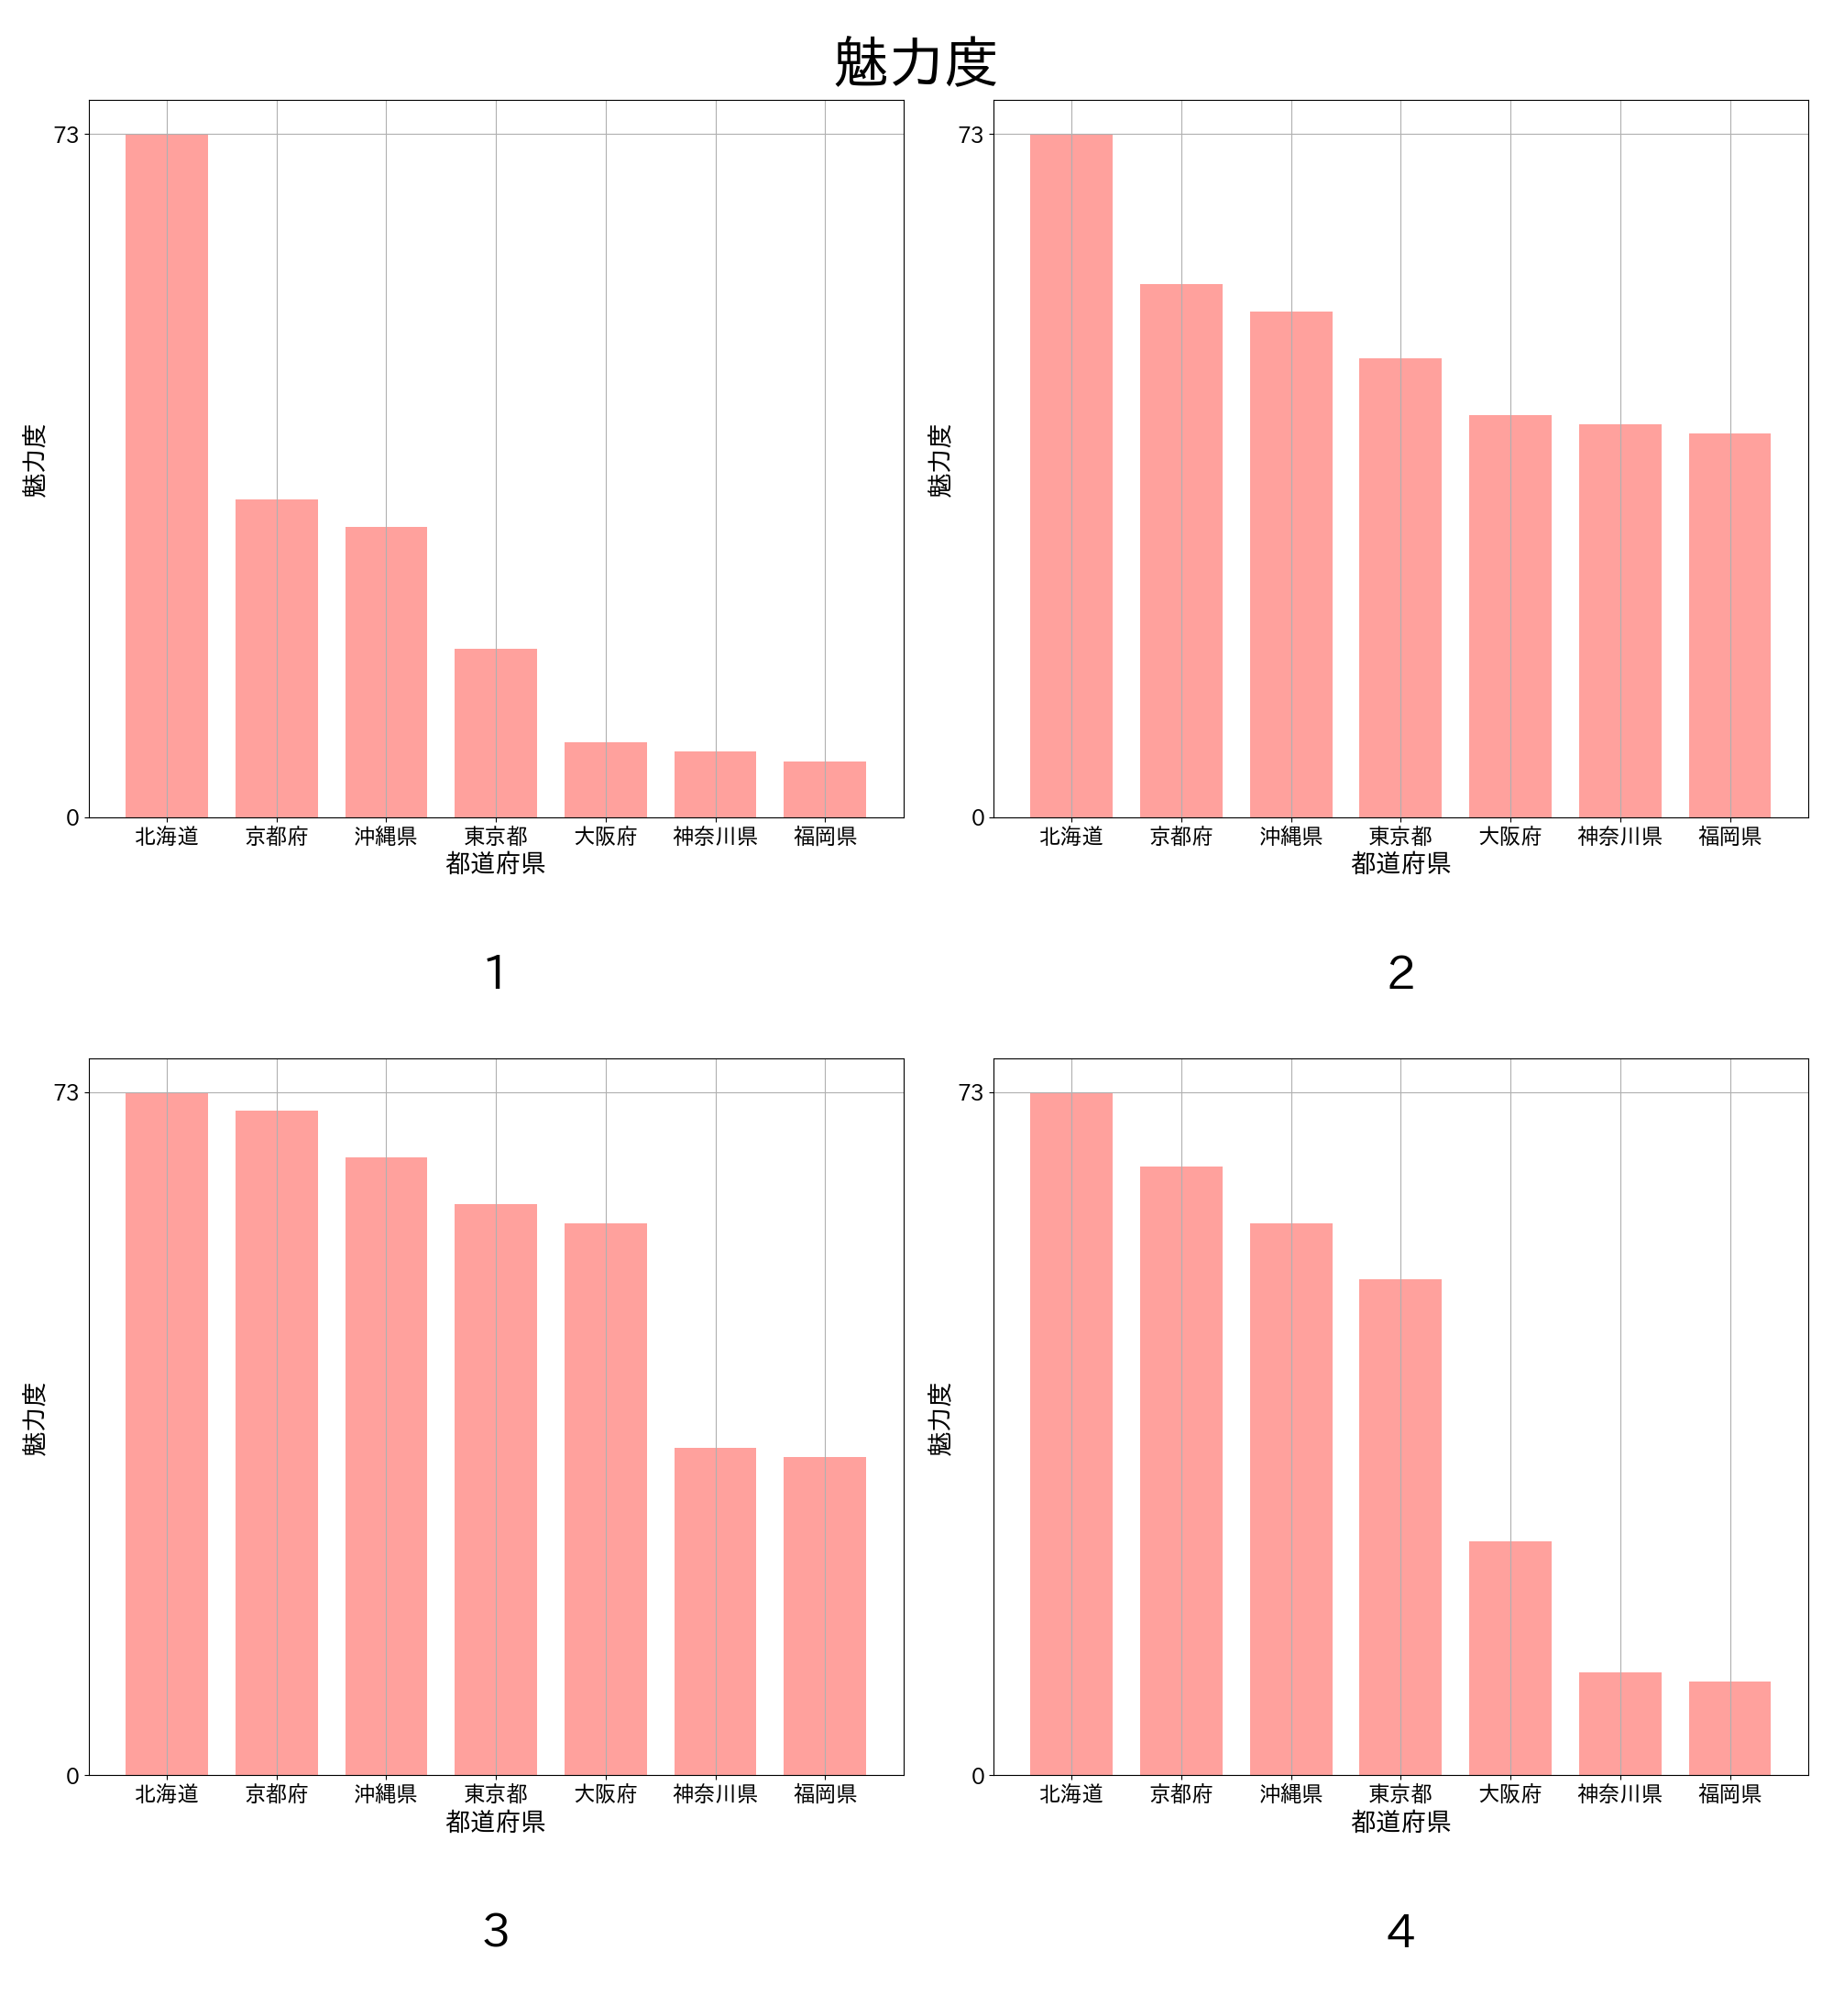 魅力度
73
0
魅力度
北海道 京都府 沖縄県 東京都 大阪府 神奈川県 福岡県
都道府県
1
73
0
魅力度
北海道 京都府 沖縄県 東京都 大阪府 神奈川県 福岡県
都道府県
2
73
0
魅力度
北海道 京都府 沖縄県 東京都 大阪府 神奈川県 福岡県
都道府県
3
73
0
魅力度
北海道 京都府 沖縄県 東京都 大阪府 神奈川県 福岡県
都道府県
4